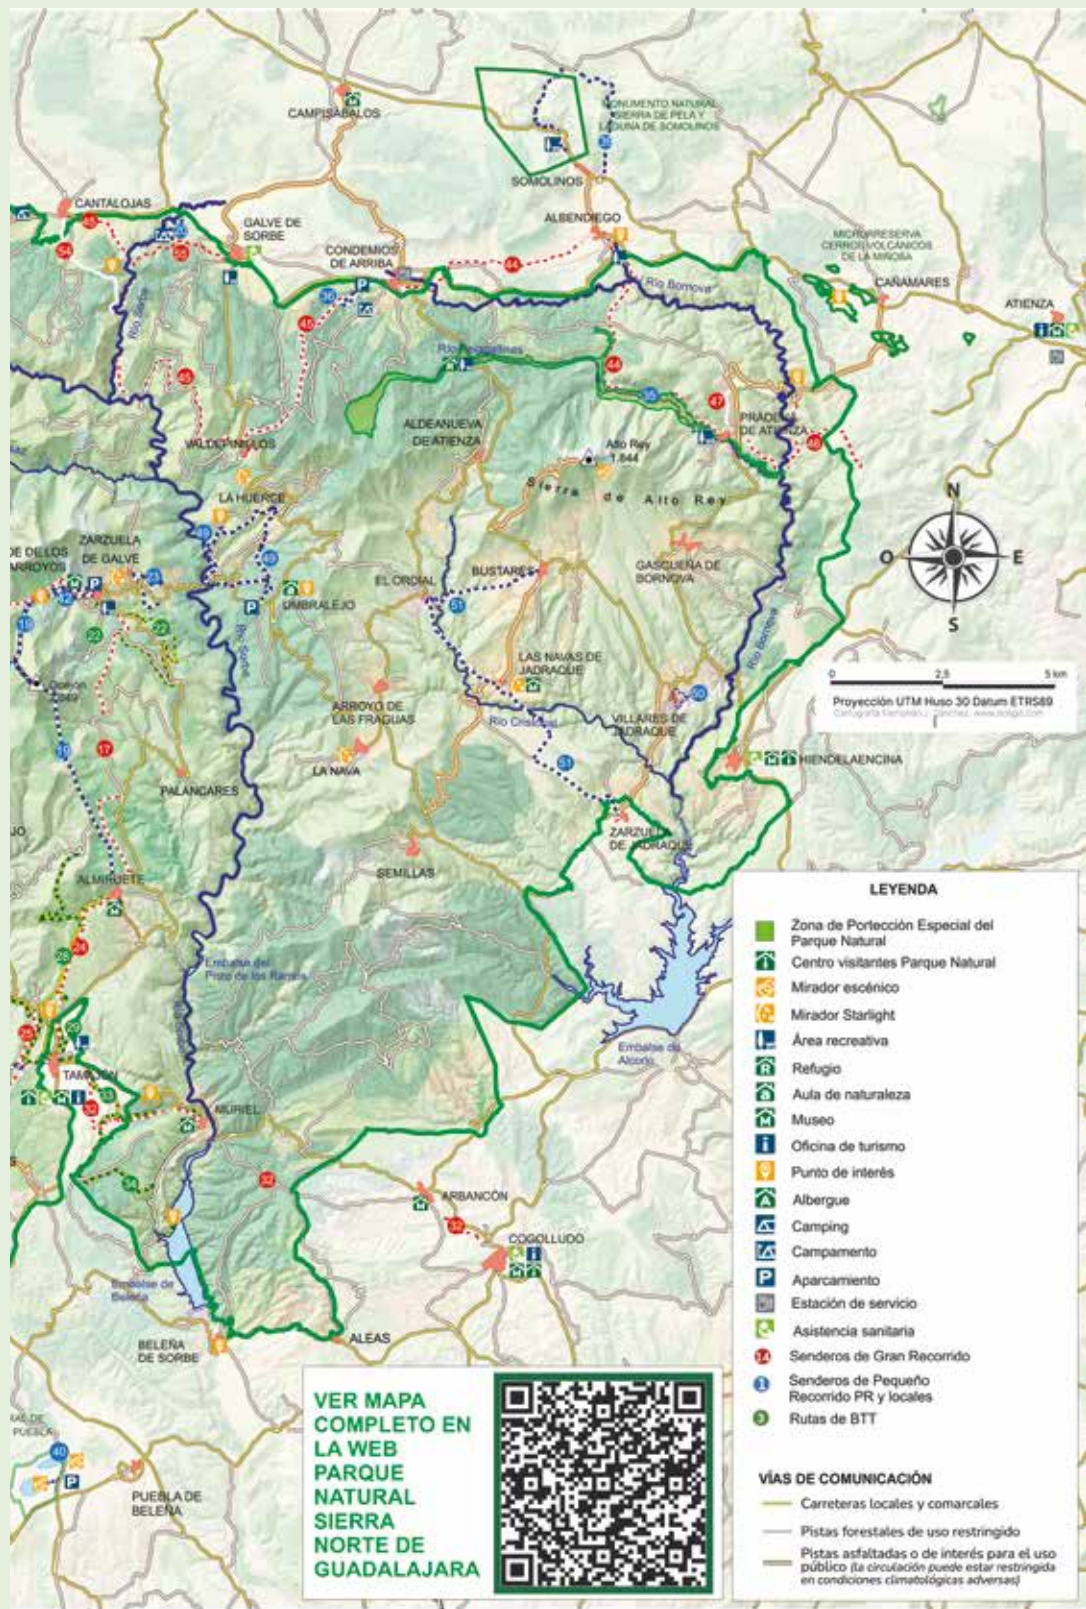 CAMPISÁBALOS
MONUMENTO NATURAL
SIERRA DE PELA Y
LAGUNA DE SOMOLINOS
SOMOLINOS
CANTALOJAS
GALVE DE
SORBE
CONDEMIOS
DE ARRIBA
ALBENDIEGO
MICRORRESERVA
CERROS VOLCÁNICOS
DE LA MIÑOSA
CAÑAMARES
ATIENZA
Río Bornova
Río Sorbe
ALDEANUEVA
DE ATIENZA
PRÁDENA
DE ATIENZA
VALDEPINILLOS
Alto Rey
1.844
Sierra de Alto Rey
LA HUERCE
ZARZUELA
DE GALVE
UMBRALEJO
EL ORDIAL
BUSTARES
GASCUEÑA DE
BORNOVA
Río Bornova
Río Sorbe
LAS NAVAS DE
JADRAQUE
ARROYO DE
LAS FRAGUAS
Río Cristóbal
VILLARES DE
JADRAQUE
LA NAVA
HIENDELAENCINA
PALANCARES
ZARZUELA
DE JADRAQUE
SEMILLAS
ALMIRUETE
Embalse del
Pozo de los Ramos
Embalse de
Alcorlo
TAMAJÓN
MURIEL
ARBANCÓN
COGOLLUDO
Embalse de
Beleña
BELEÑA
DE SORBE
ALEAS
PUEBLA DE
BELEÑA
N
O E
S
0 2,5 5 km
Proyección UTM Huso 30 Datum ETRS89
LEYENDA
Zona de Portección Especial del
Parque Natural
Centro visitantes Parque Natural
Mirador escénico
Mirador Starlight
Área recreativa
Refugio
Aula de naturaleza
Museo
Oficina de turismo
Punto de interés
Albergue
Camping
Campamento
Aparcamiento
Estación de servicio
Asistencia sanitaria
14 Senderos de Gran Recorrido
1 Senderos de Pequeño
Recorrido PR y locales
3 Rutas de BTT
VÍAS DE COMUNICACIÓN
Carreteras locales y comarcales
Pistas forestales de uso restringido
Pistas asfaltadas o de interés para el uso
público (la circulación puede estar restringida
en condiciones climatológicas adversas)
VER MAPA
COMPLETO EN
LA WEB
PARQUE
NATURAL
SIERRA
NORTE DE
GUADALAJARA